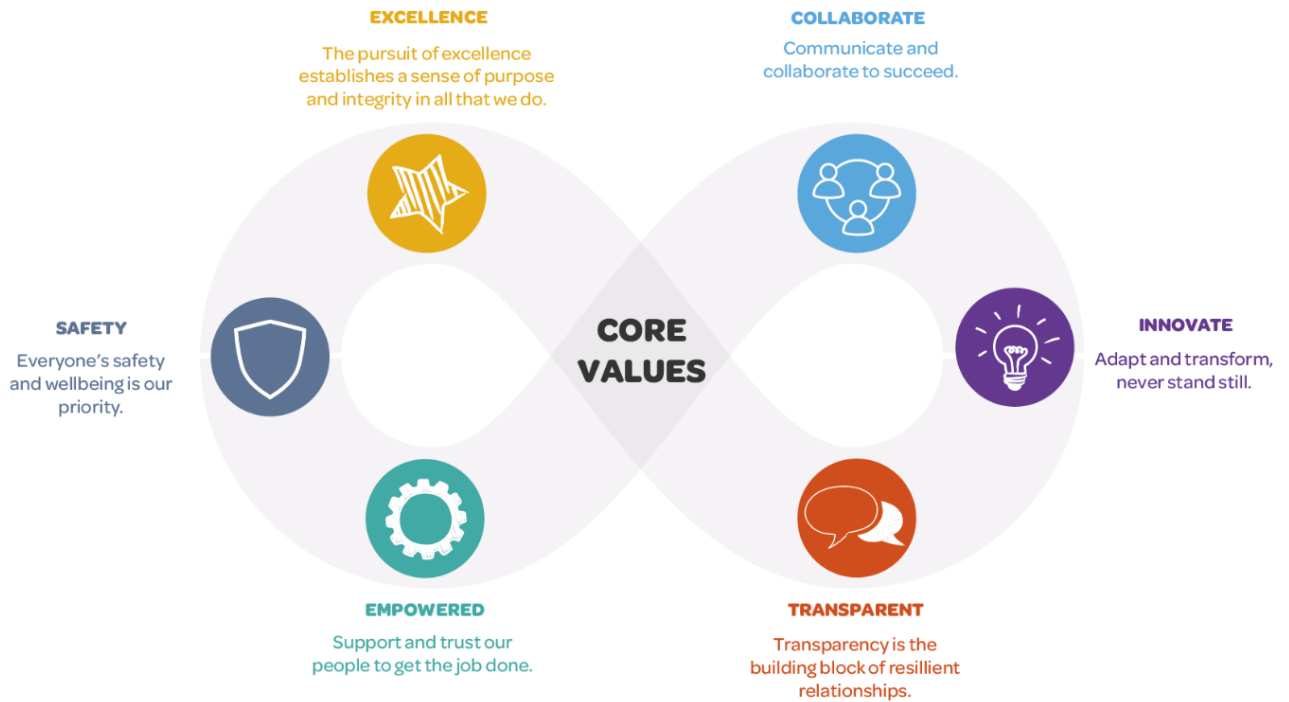 EXCELLENCE
The pursuit of excellence
establishes a sense of purpose
and integrity in all that we do.
COLLABORATE
Communicate and
collaborate to succeed.
SAFETY
Everyone's safety
and wellbeing is our
priority.
CORE
VALUES
INNOVATE
Adapt and transform,
never stand still.
EMPOWERED
Support and trust our
people to get the job done.
TRANSPARENT
Transparency is the
building block of resillient
relationships.